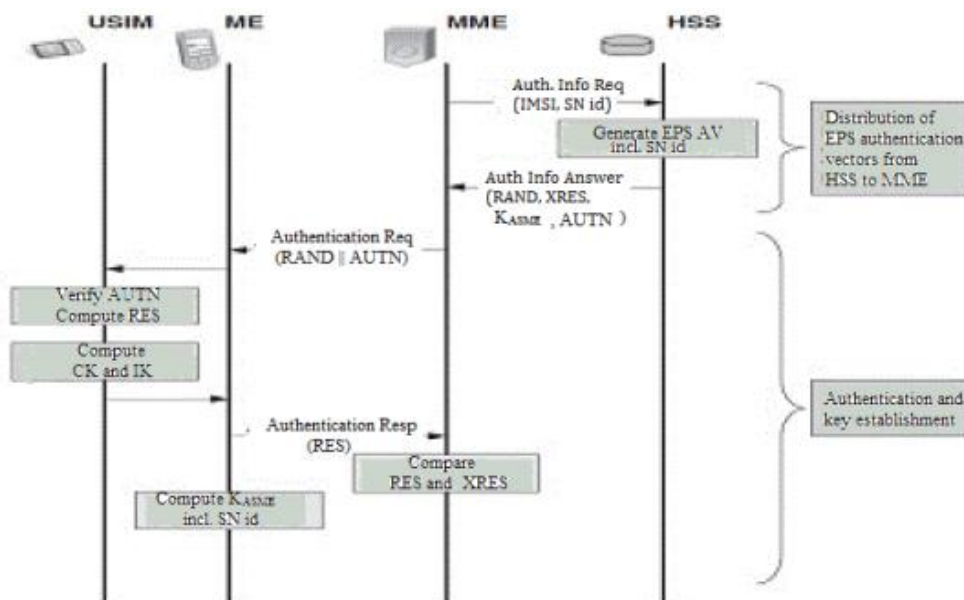 USIM ME MME HSS
Auth. Info Req
(IMSI, SN id)
Generate EPS AV
incl. SN id
Distribution of
EPS authentication
vectors from
HSS to MME
Auth Info Answer
(RAND, XRES,
KASME , AUTN )
Authentication Req
(RAND || AUTN)
Verify AUTN
Compute RES
Compute
CK and IK
Authentication and
key establishment
Authentication Resp
(RES)
Compare
RES and XRES
Compute KASME
incl. SN id